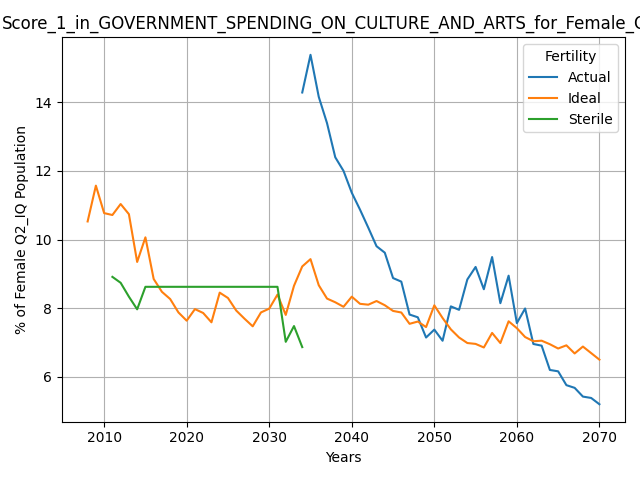 Score_1_in_GOVERNMENT_SPENDING_ON_CULTURE_AND_ARTS_for_Female_
% of Female Q2_IQ Population
Fertility
Actual
Ideal
Sterile
14
12
10
8
6
2010 2020 2030 2040 2050 2060 2070
Years